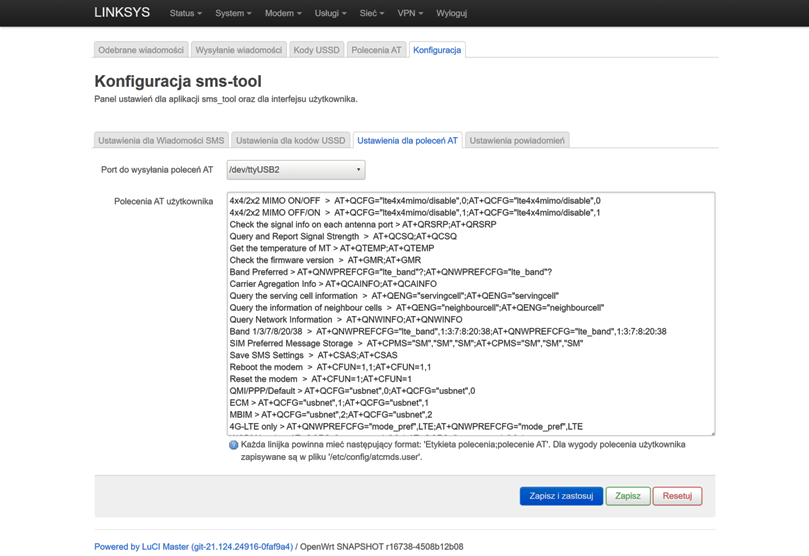 LINKSYS Status System Modem Usługi Sieć VPN Wyloguj
Odebrane wiadomości Wysyłanie wiadomości Kody USSD Polecenia AT Konfiguracja
Konfiguracja sms-tool
Panel ustawień dla aplikacji sms_tool oraz dla interfejsu użytkownika.
Ustawienia dla Wiadomości SMS Ustawienia dla kodów USSD Ustawienia dla poleceń AT Ustawienia powiadomień
Port do wysyłania poleceń AT /dev/ttyUSB2
Polecenia AT użytkownika
4x4/2x2 MIMO ON/OFF > AT+QCFG="lte4x4mimo/disable",0;AT+QCFG="lte4x4mimo/disable",0
4x4/2x2 MIMO OFF/ON > AT+QCFG="lte4x4mimo/disable",1;AT+QCFG="lte4x4mimo/disable",1
Check the signal info on each antenna port > AT+QRSRP;AT+QRSRP
Query and Report Signal Strength > AT+QCSQ;AT+QCSQ
Get the temperature of MT > AT+QTEMP;AT+QTEMP
Check the firmware version > AT+GMR;AT+GMR
Band Preferred > AT+QNWPREFCFG="lte_band"?;AT+QNWPREFCFG="lte_band"?
Carrier Agregation Info > AT+QCAINFO;AT+QCAINFO
Query the serving cell information > AT+QENG="servingcell";AT+QENG="servingcell"
Query the information of neighbour cells > AT+QENG="neighbourcell";AT+QENG="neighbourcell"
Query Network Information > AT+QNWINFO;AT+QNWINFO
Band 1/3/7/8/20/38 > AT+QNWPREFCFG="lte_band",1:3:7:8:20:38;AT+QNWPREFCFG="lte_band",1:3:7:8:20:38
SIM Preferred Message Storage > AT+CPMS="SM","SM","SM";AT+CPMS="SM","SM","SM"
Save SMS Settings > AT+CSAS;AT+CSAS
Reboot the modem > AT+CFUN=1,1;AT+CFUN=1,1
Reset the modem > AT+CFUN=1;AT+CFUN=1
QMI/PPP/Default > AT+QCFG="usbnet",0;AT+QCFG="usbnet",0
ECM > AT+QCFG="usbnet",1;AT+QCFG="usbnet",1
MBIM > AT+QCFG="usbnet",2;AT+QCFG="usbnet",2
4G-LTE only > AT+QNWPREFCFG="mode_pref",LTE;AT+QNWPREFCFG="mode_pref",LTE
Każda linijka powinna mieć następujący format: 'Etykieta polecenia;polecenie AT'. Dla wygody polecenia użytkownika
zapisywane są w pliku '/etc/config/atcmds.user'.
Zapisz i zastosuj Zapisz Resetuj
Powered by LuCI Master (git-21.124.24916-0faf9a4) / OpenWrt SNAPSHOT r16738-4508b12b08